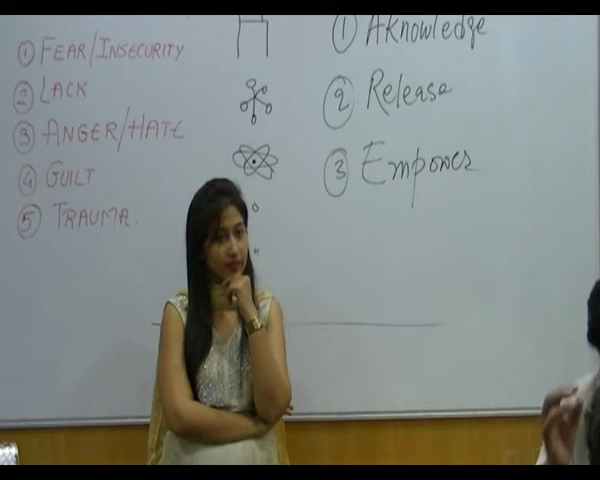 ① FEAR/INSECURITY
② LACK
③ ANGER/HATE
④ GUILT
⑤ TRAUMA.
① Aknowledge
② Release
③ Empower